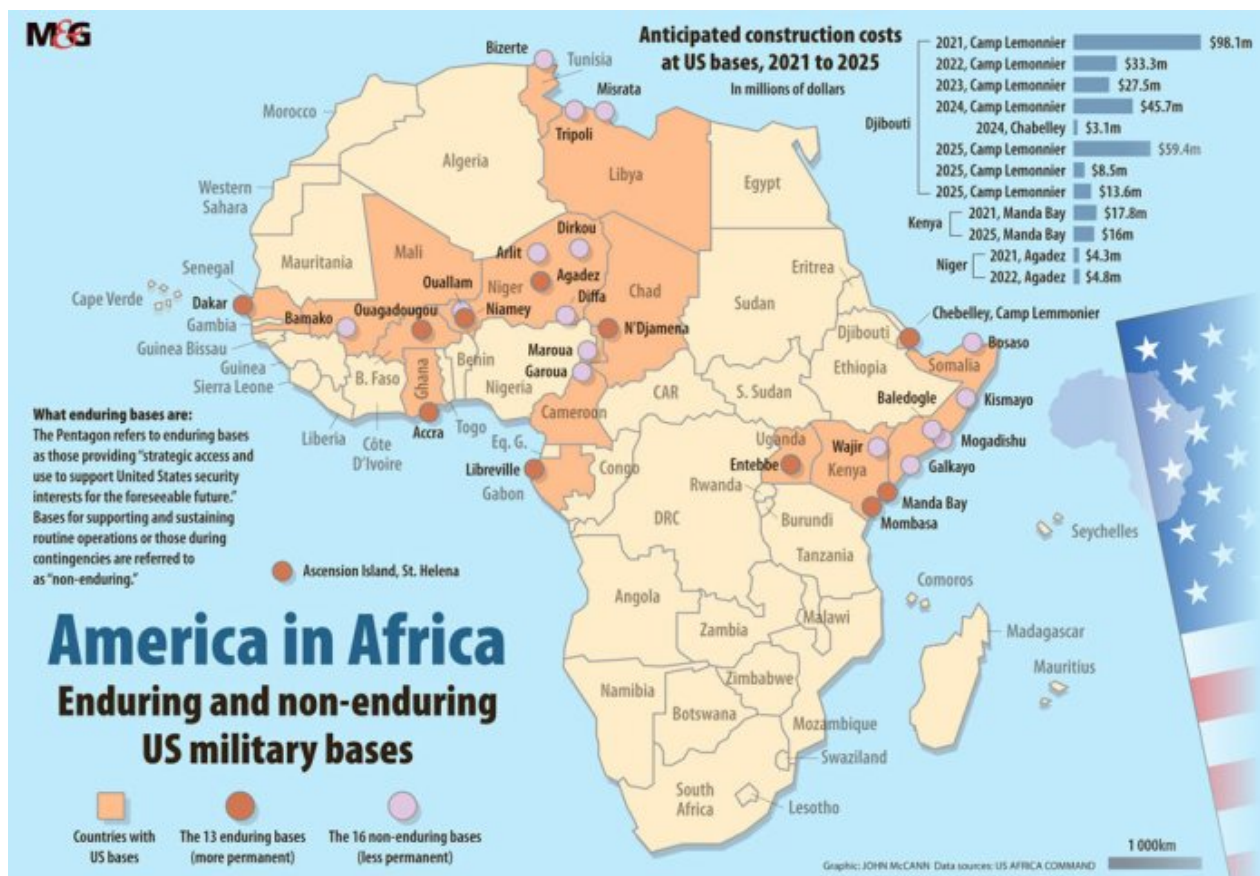 M&G
Anticipated construction costs
at US bases, 2021 to 2025
In millions of dollars
Djibouti
2021, Camp Lemonnier $98.1m
2022, Camp Lemonnier $33.3m
2023, Camp Lemonnier $27.5m
2024, Camp Lemonnier $45.7m
2024, Chabelley $3.1m
2025, Camp Lemonnier $59.4m
2025, Camp Lemonnier $8.5m
2025, Camp Lemonnier $13.6m
Kenya
2021, Manda Bay $17.8m
2025, Manda Bay $16m
Niger
2021, Agadez $4.3m
2022, Agadez $4.8m
Bizerte
Tunisia
Misrata
Tripoli
Morocco
Algeria
Libya
Egypt
Western
Sahara
Mauritania
Mali
Dirkou
Arlit
Agadez
Niger
Chad
Sudan
Eritrea
Senegal
Cape Verde
Dakar
Gambia
Bamako
Ouagadougou
Ouallam
Niamey
Diffa
N'Djamena
Guinea Bissau
Guinea
Sierra Leone
Liberia
Côte
D'Ivoire
B. Faso
Ghana
Accra
Togo
Benin
Nigeria
Maroua
Garoua
Cameroon
CAR
S. Sudan
Ethiopia
Djibouti
Chebelley, Camp Lemmonier
Bosaso
Somalia
Baledogle
Kismayo
Mogadishu
Galkayo
Wajir
Uganda
Entebbe
Kenya
Manda Bay
Mombasa
Eq. G.
Libreville
Gabon
Congo
Rwanda
Burundi
DRC
Tanzania
Seychelles
Comoros
Angola
Zambia
Malawi
Madagascar
Mauritius
Namibia
Zimbabwe
Botswana
Mozambique
Swaziland
South
Africa
Lesotho
What enduring bases are:
The Pentagon refers to enduring bases
as those providing "strategic access and
use to support United States security
interests for the foreseeable future."
Bases for supporting and sustaining
routine operations or those during
contingencies are referred to
as "non-enduring."
Ascension Island, St. Helena
America in Africa
Enduring and non-enduring
US military bases
Countries with
US bases
The 13 enduring bases
(more permanent)
The 16 non-enduring bases
(less permanent)
1 000km
Graphic: JOHN McCANN Data sources: US AFRICA COMMAND